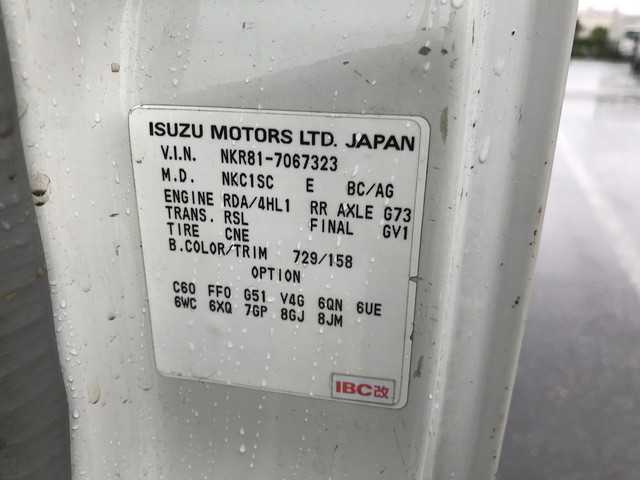 ISUZU MOTORS LTD. JAPAN
V.I.N. NKR81-7067323
M.D. NKC1SC E BC/AG
ENGINE RDA/4HL1 RR AXLE G73
TRANS. RSL FINAL GV1
TIRE CNE
B.COLOR/TRIM 729/158
OPTION
C60 FF0 G51 V4G 6QN 6UE
6WC 6XQ 7GP 8GJ 8JM
IBC改